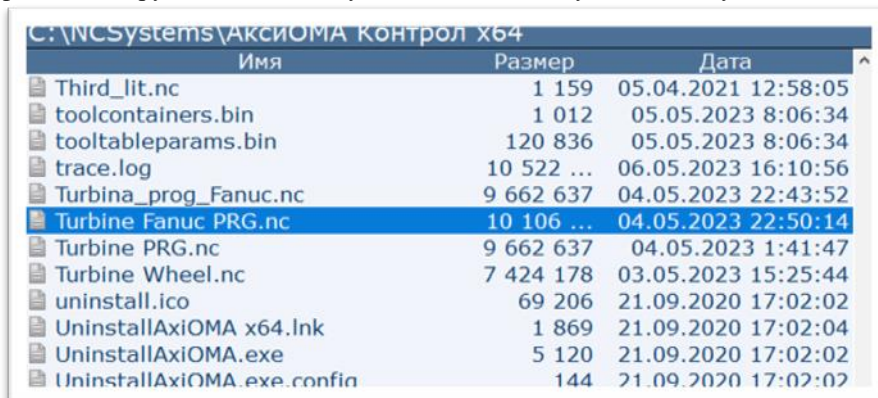 C:\NCSystems\АксиОМА Контрол x64
Имя Размер Дата
Third_lit.nc 1 159 05.04.2021 12:58:05
toolcontainers.bin 1 012 05.05.2023 8:06:34
tooltableparams.bin 120 836 05.05.2023 8:06:34
trace.log 10 522 ... 06.05.2023 16:10:56
Turbina_prog_Fanuc.nc 9 662 637 04.05.2023 22:43:52
Turbine Fanuc PRG.nc 10 106 ... 04.05.2023 22:50:14
Turbine PRG.nc 9 662 637 04.05.2023 1:41:47
Turbine Wheel.nc 7 424 178 03.05.2023 15:25:44
uninstall.ico 69 206 21.09.2020 17:02:02
UninstallAxiOMA x64.lnk 1 869 21.09.2020 17:02:04
UninstallAxiOMA.exe 5 120 21.09.2020 17:02:02
UninstallAxiOMA.exe.config 144 21.09.2020 17:02:02